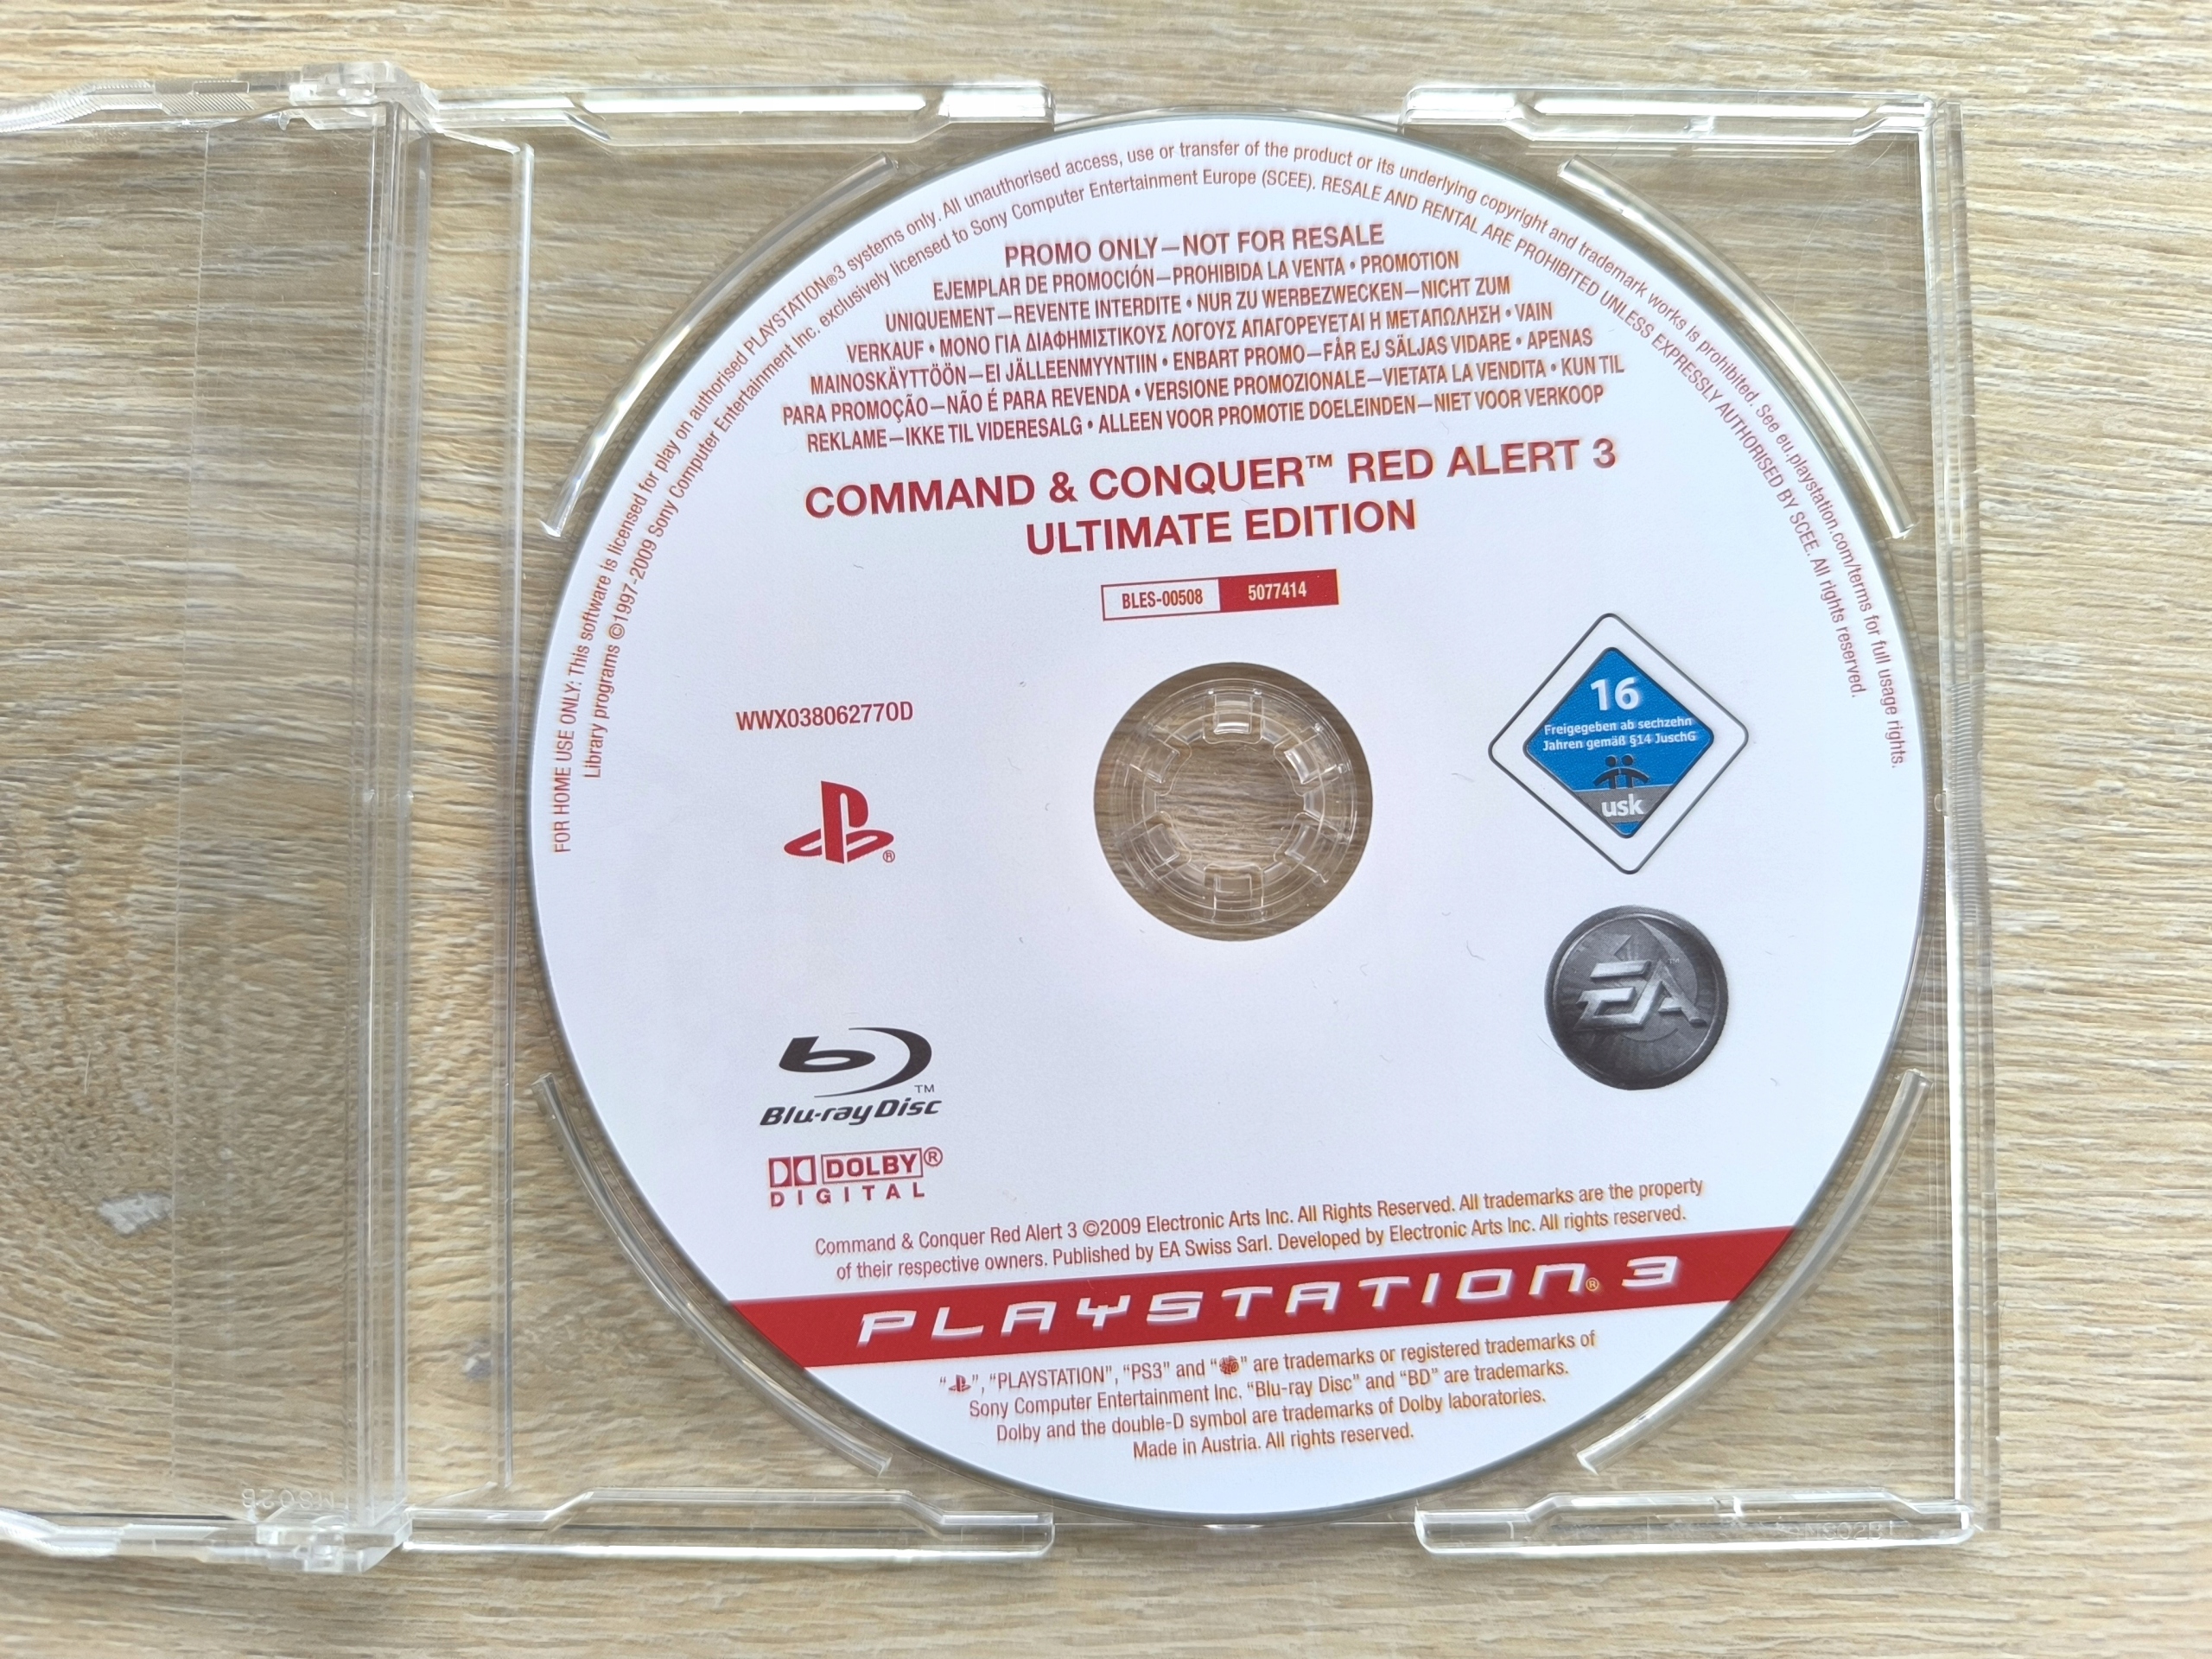 FOR HOME USE ONLY: This software is licensed for play on authorised PLAYSTATION®3 systems only. All unauthorised access, use or transfer of the product or its underlying copyright and trademark works is prohibited. See eu.playstation.com/terms for full usage rights.
Library programs ©1997-2009 Sony Computer Entertainment Inc. exclusively licensed to Sony Computer Entertainment Europe (SCEE). RESALE AND RENTAL ARE PROHIBITED UNLESS EXPRESSLY AUTHORISED BY SCEE. All rights reserved.
PROMO ONLY—NOT FOR RESALE
EJEMPLAR DE PROMOCIÓN—PROHIBIDA LA VENTA • PROMOTION
UNIQUEMENT—REVENTE INTERDITE • NUR ZU WERBEZWECKEN—NICHT ZUM
VERKAUF • ΜΟΝΟ ΓΙΑ ΔΙΑΦΗΜΙΣΤΙΚΟΥΣ ΛΟΓΟΥΣ ΑΠΑΓΟΡΕΥΕΤΑΙ Η ΜΕΤΑΠΩΛΗΣΗ • VAIN
MAINOSKÄYTTÖÖN—EI JÄLLEENMYYNTIIN • ENBART PROMO—FÅR EJ SÄLJAS VIDARE • APENAS
PARA PROMOÇÃO—NÃO É PARA REVENDA • VERSIONE PROMOZIONALE—VIETATA LA VENDITA • KUN TIL
REKLAME—IKKE TIL VIDERESALG • ALLEEN VOOR PROMOTIE DOELEINDEN—NIET VOOR VERKOOP
COMMAND & CONQUER™ RED ALERT 3
ULTIMATE EDITION
BLES-00508 5077414
WWX03806277OD
16
Freigegeben ab sechzehn
Jahren gemäß §14 JuschG
usk
EA™
Blu-ray Disc™
DOLBY®
DIGITAL
Command & Conquer Red Alert 3 ©2009 Electronic Arts Inc. All Rights Reserved. All trademarks are the property
of their respective owners. Published by EA Swiss Sarl. Developed by Electronic Arts Inc. All rights reserved.
PLAYSTATION®3
“ ”, “PLAYSTATION”, “PS3” and “ ” are trademarks or registered trademarks of
Sony Computer Entertainment Inc. “Blu-ray Disc” and “BD” are trademarks.
Dolby and the double-D symbol are trademarks of Dolby laboratories.
Made in Austria. All rights reserved.